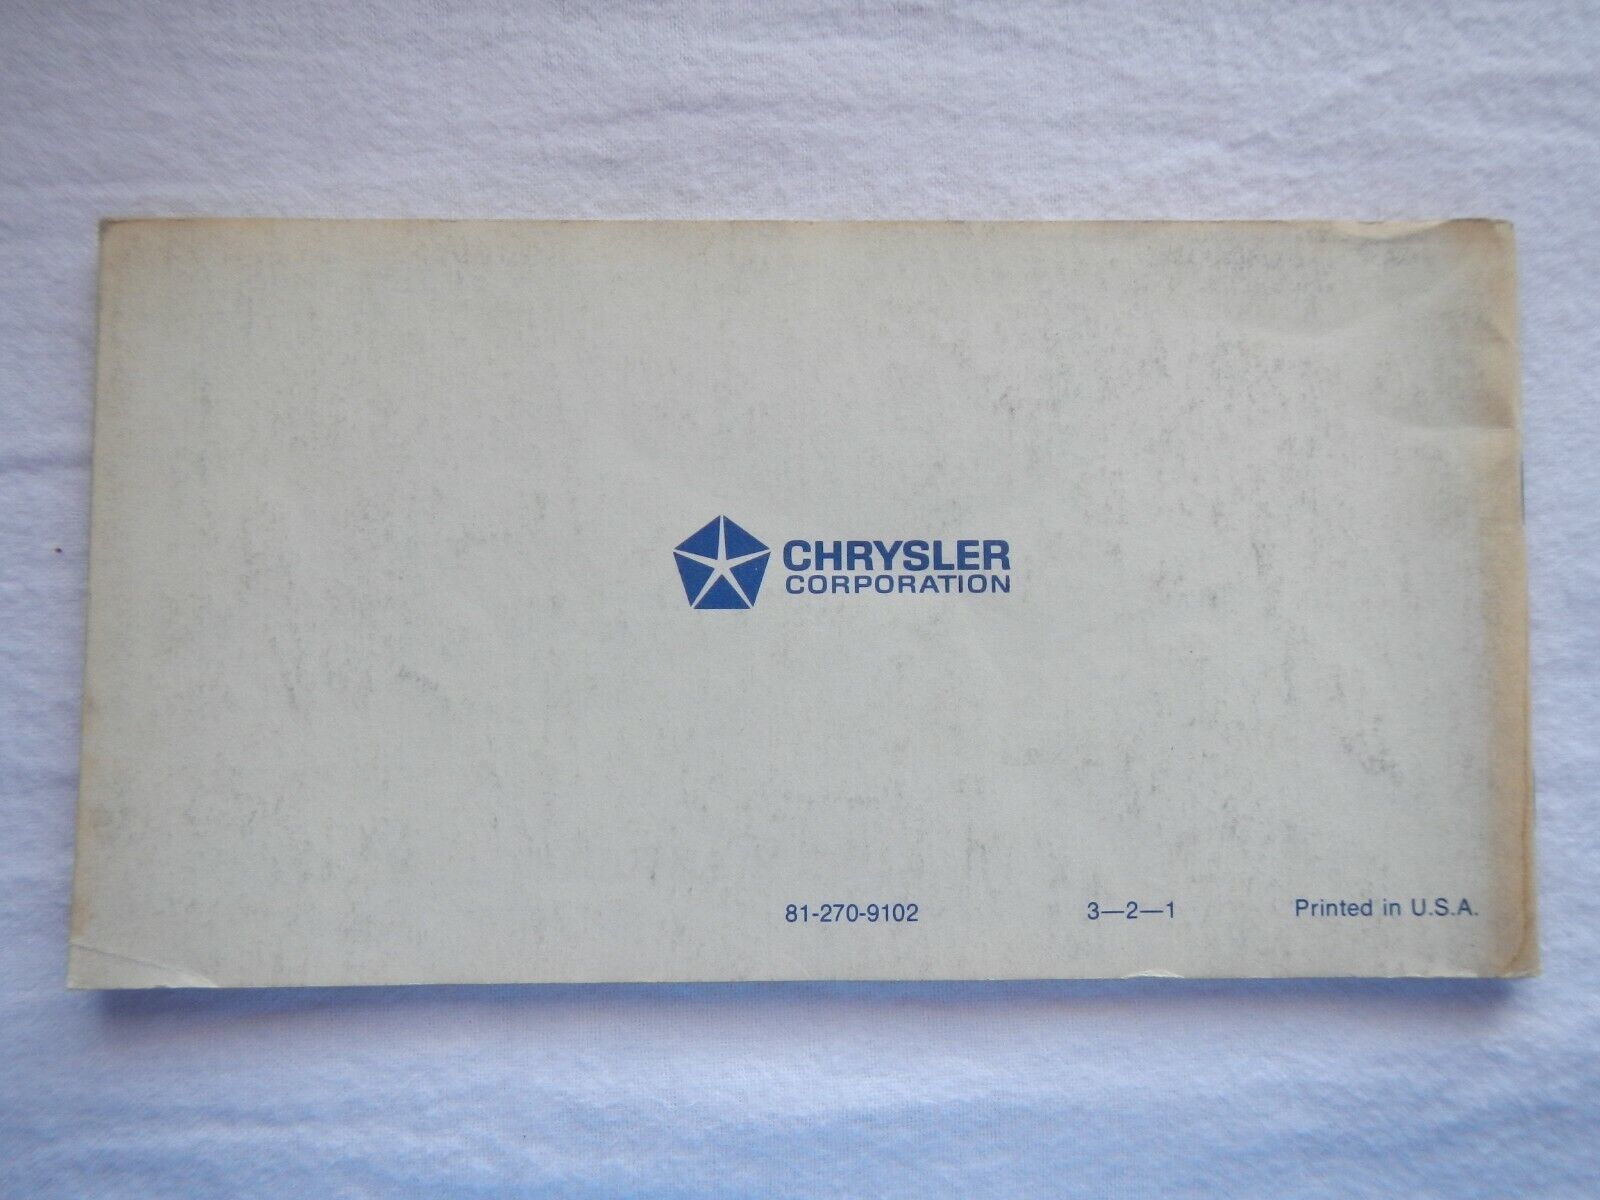 CHRYSLER
CORPORATION
81-270-9102 3—2—1 Printed in U.S.A.